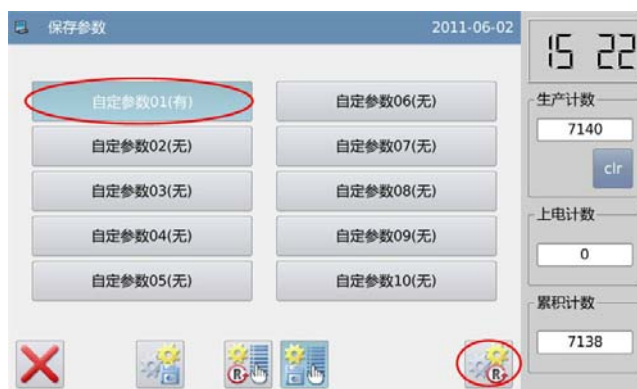 保存参数 2011-06-02
15 22
自定参数01(有) 自定参数06(无)
自定参数02(无) 自定参数07(无)
自定参数03(无) 自定参数08(无)
自定参数04(无) 自定参数09(无)
自定参数05(无) 自定参数10(无)
生产计数
7140
clr
上电计数
0
累积计数
7138
R R